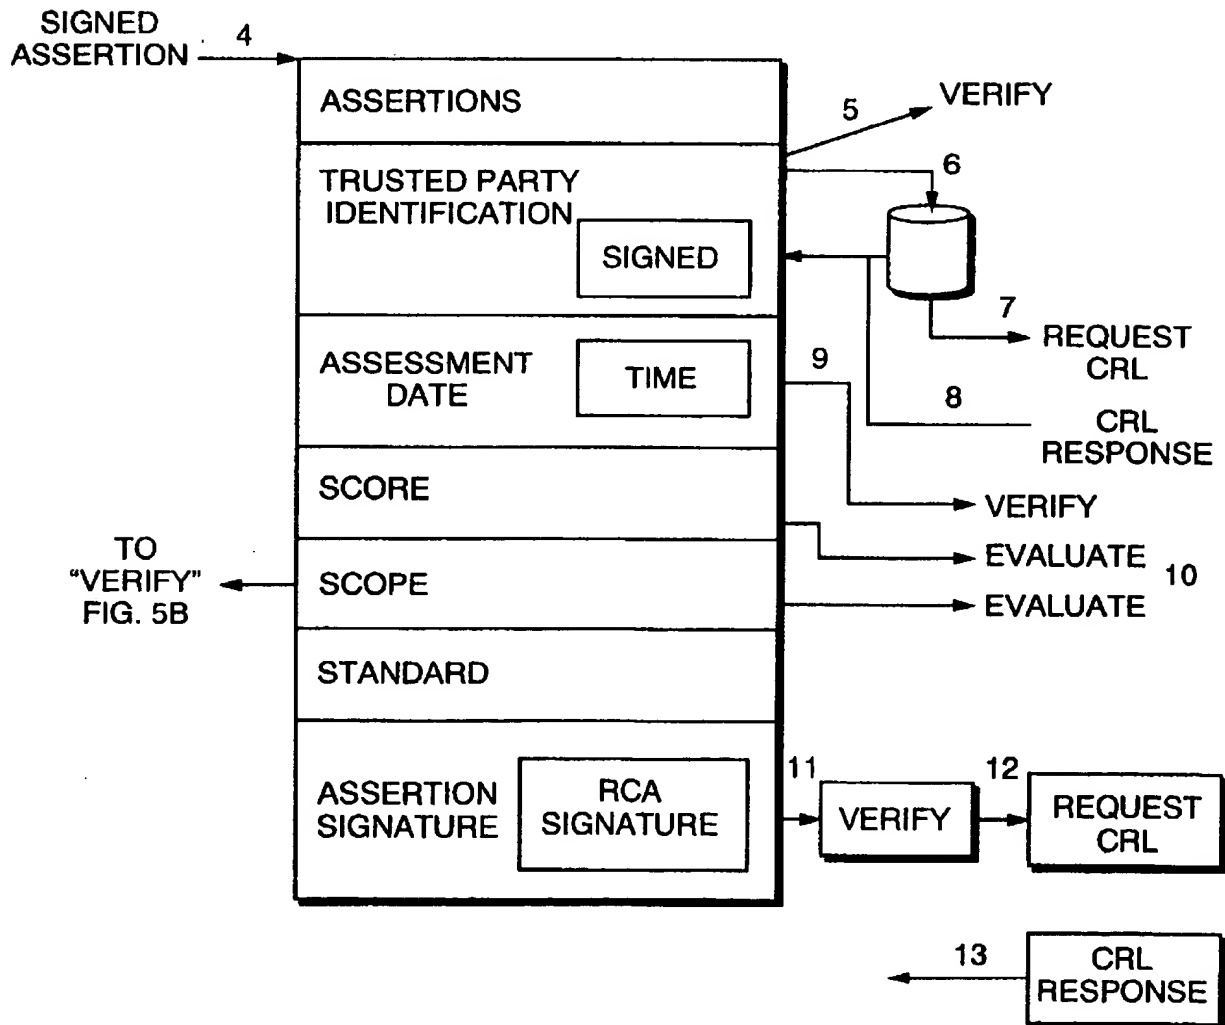 SIGNED
ASSERTION
4
ASSERTIONS
5
VERIFY
TRUSTED PARTY
IDENTIFICATION
SIGNED
6
7
REQUEST
CRL
8
CRL
RESPONSE
ASSESSMENT
DATE
TIME
9
VERIFY
SCORE
EVALUATE
10
EVALUATE
SCOPE
TO
“VERIFY”
FIG. 5B
STANDARD
ASSERTION
SIGNATURE
RCA
SIGNATURE
11
VERIFY
12
REQUEST
CRL
13
CRL
RESPONSE